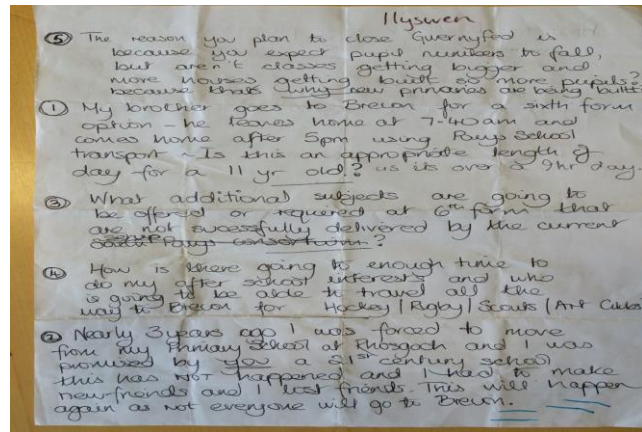 Llyswen
⑤ The reason you plan to close Gwernyfed is
because you expect pupil numbers to fall,
but aren't classes getting bigger and
more houses getting built so more pupils?
because thats why new primaries are being built!
① My brother goes to Brecon for a sixth form
option - he leaves home at 7-40am and
comes home after 5pm using Powys School
transport - Is this an appropriate length of
day for a 11 yr old? as its over a 9hr day.
③ What additional subjects are going to
be offered or required at 6th form that
are not sucessfully delivered by the current
south Powys consortium?
④ How is there going to enough time to
do my after school interests and who
is going to be able to travel all the
way to Brecon for Hockey | Rugby | Scouts | Art Clubs
② Nearly 3 years ago I was forced to move
from my Primary School at Rhosgoch and I was
promised by you a 21st century school
this has NOT happened and I had to make
new friends and I lost friends. This will happen
again as not everyone will go to Brecon.